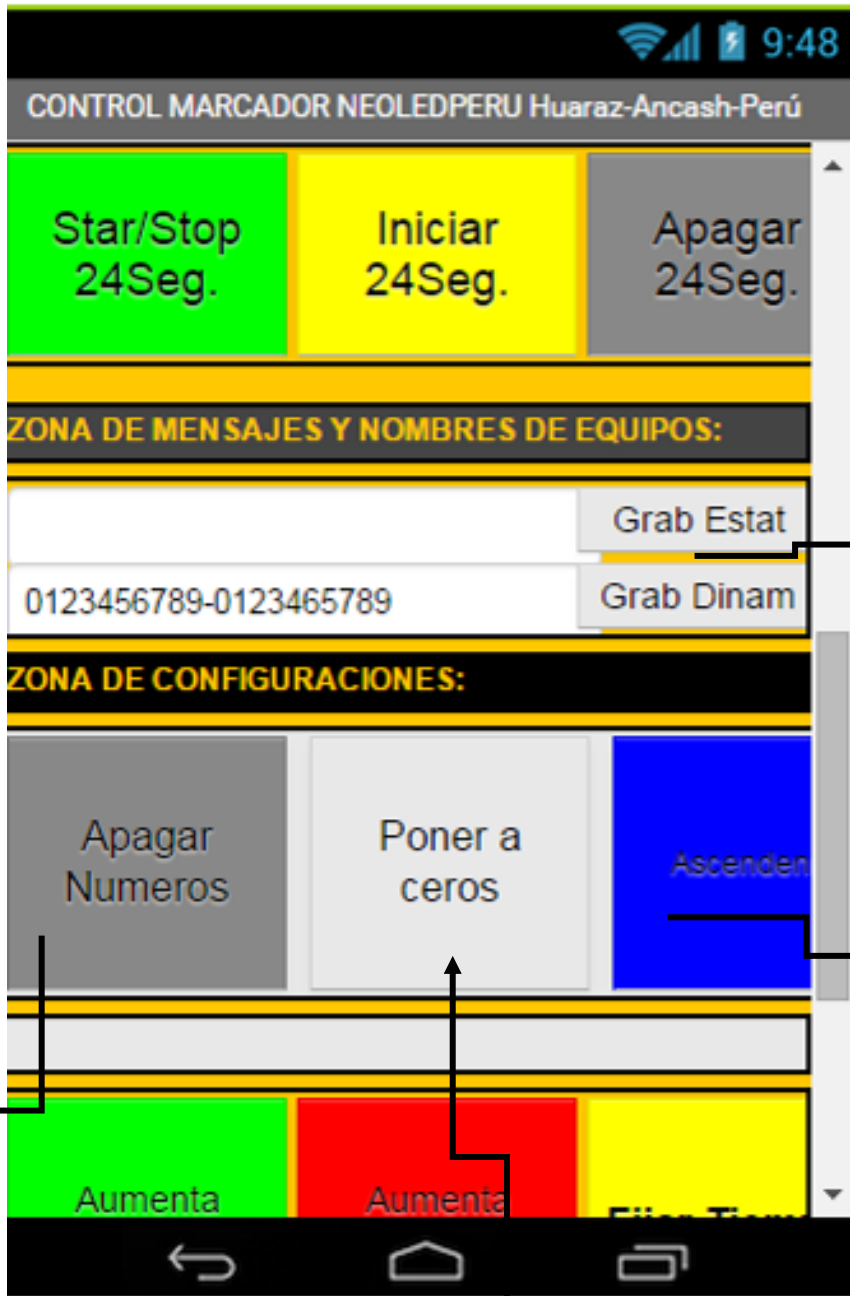 9:48
CONTROL MARCADOR NEOLEDPERU Huaraz-Ancash-Perú
Star/Stop
24Seg.
Iniciar
24Seg.
Apagar
24Seg.
ZONA DE MENSAJES Y NOMBRES DE EQUIPOS:
Grab Estat
0123456789-0123465789
Grab Dinam
ZONA DE CONFIGURACIONES:
Apagar
Numeros
Poner a
ceros
Ascenden
Aumenta
Aumenta